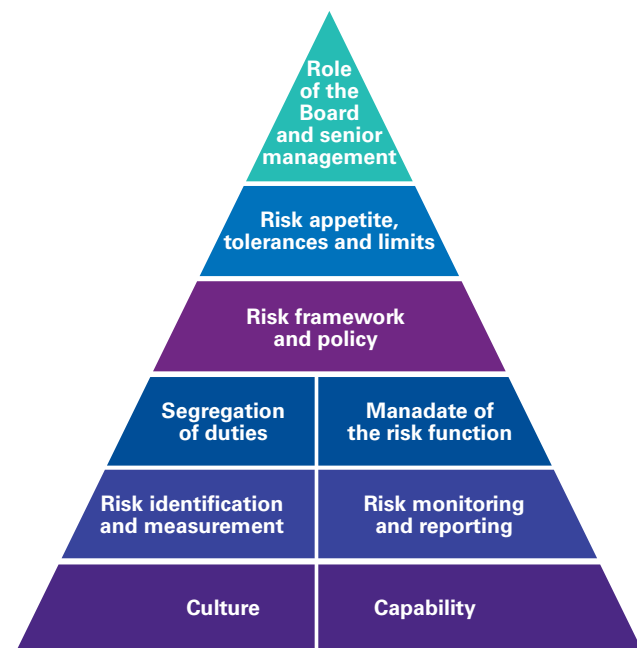 Role
of the
Board
and senior
management
Risk appetite,
tolerances and limits
Risk framework
and policy
Segregation
of duties
Manadate of
the risk function
Risk identification
and measurement
Risk monitoring
and reporting
Culture
Capability